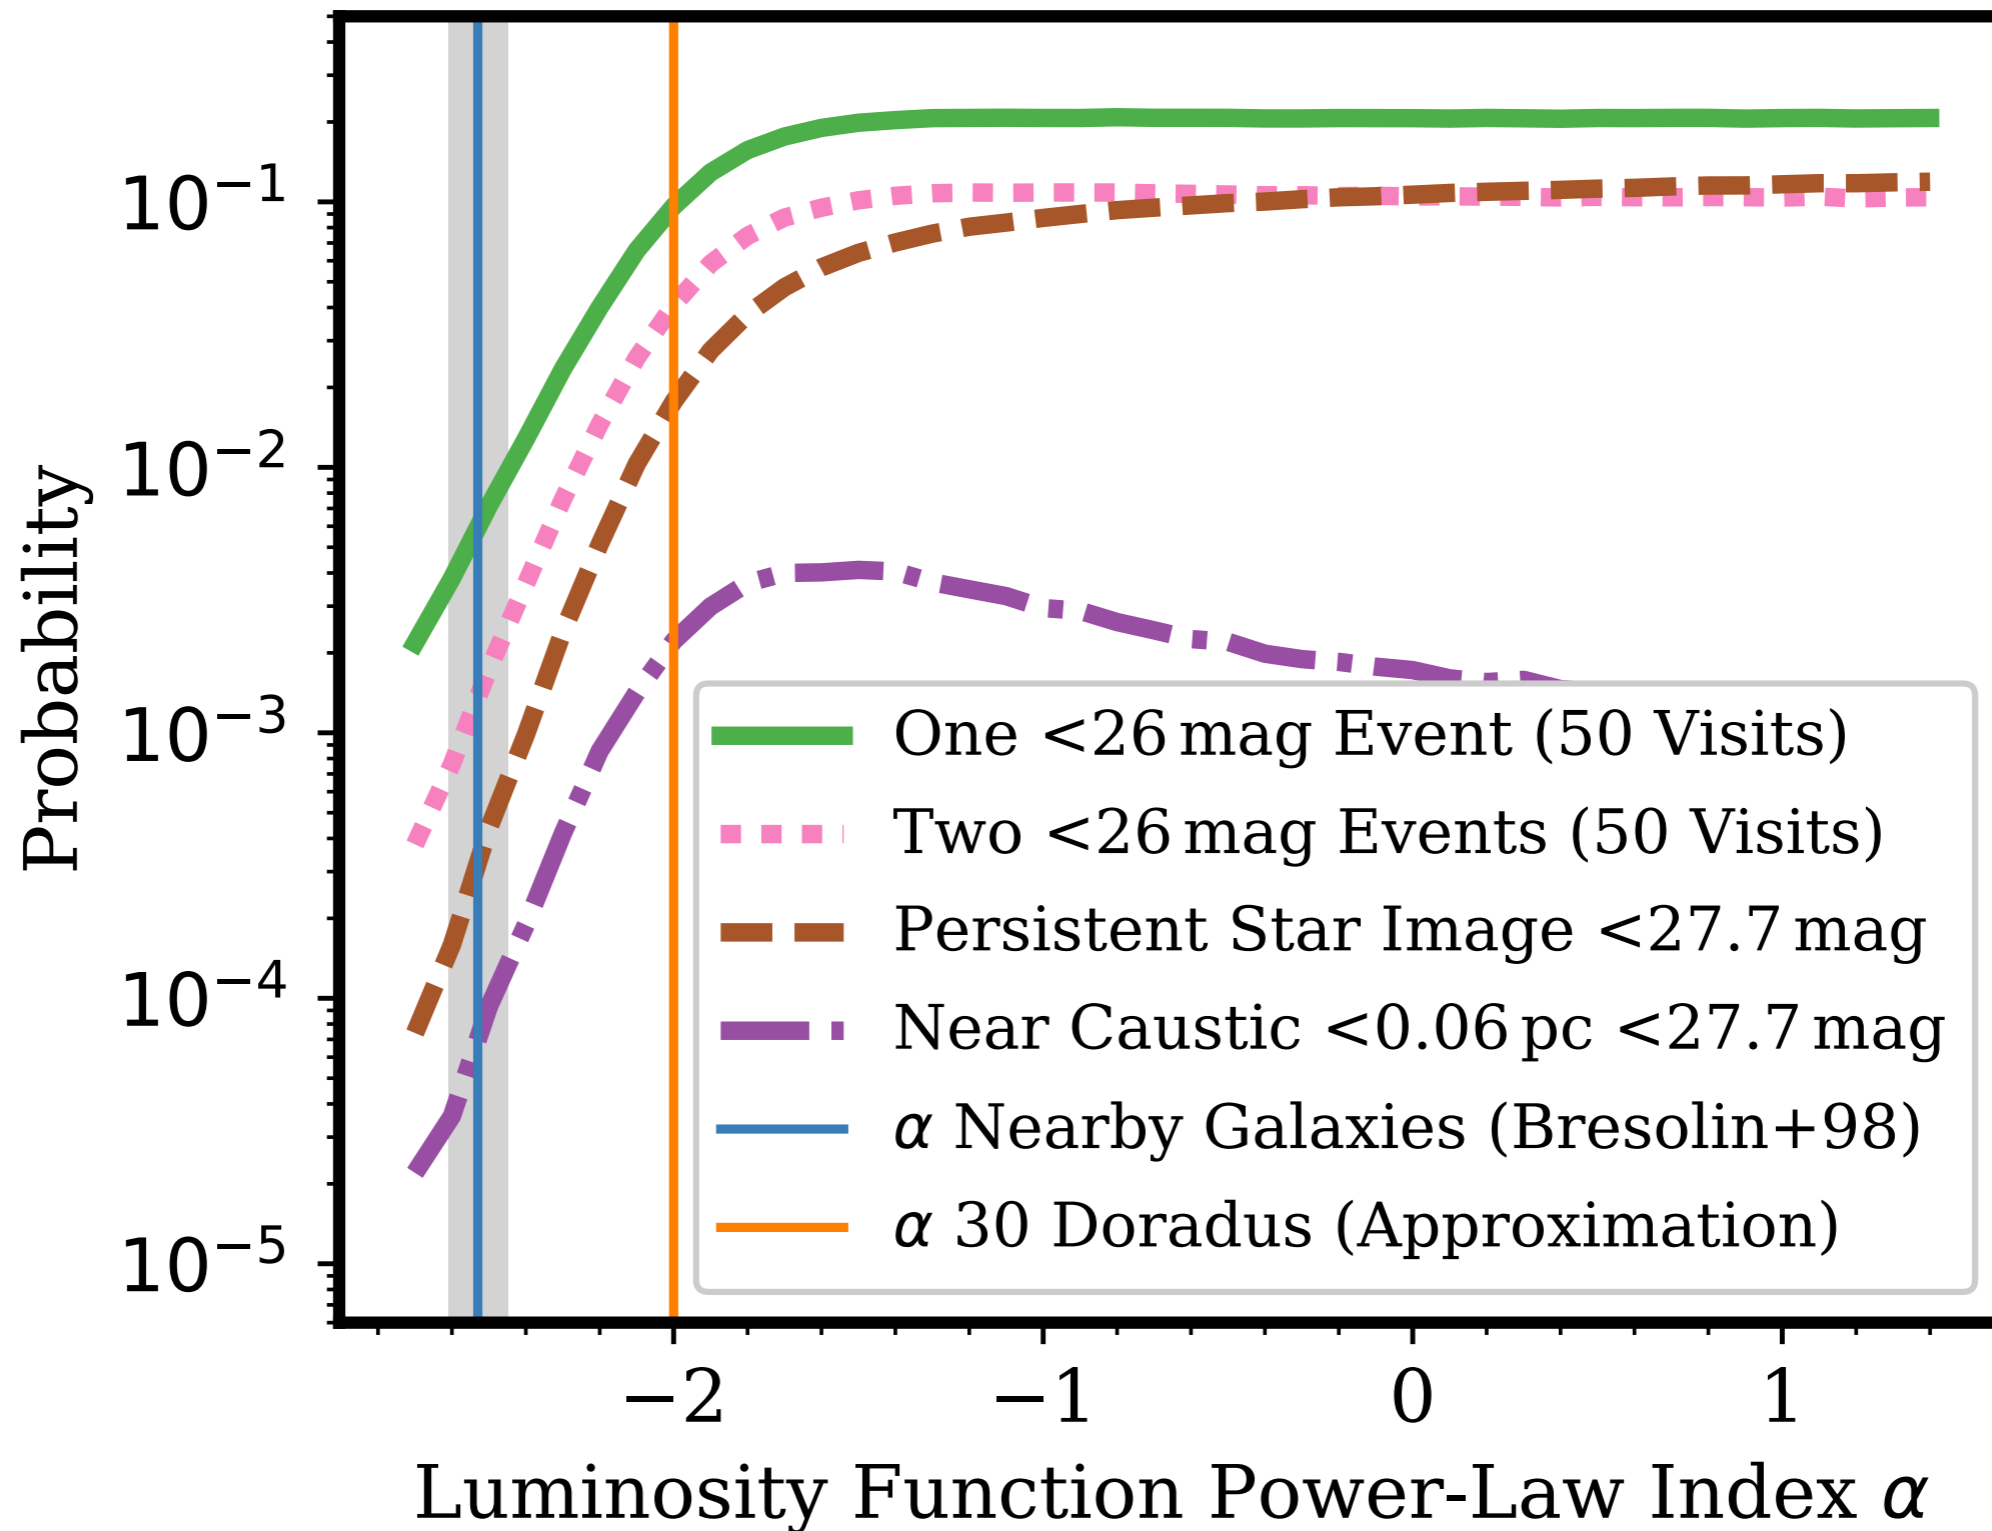 Probability
10⁻¹
10⁻²
10⁻³
10⁻⁴
10⁻⁵
One <26 mag Event (50 Visits)
Two <26 mag Events (50 Visits)
Persistent Star Image <27.7 mag
Near Caustic <0.06 pc <27.7 mag
α Nearby Galaxies (Bresolin+98)
α 30 Doradus (Approximation)
−2 −1 0 1
Luminosity Function Power-Law Index α